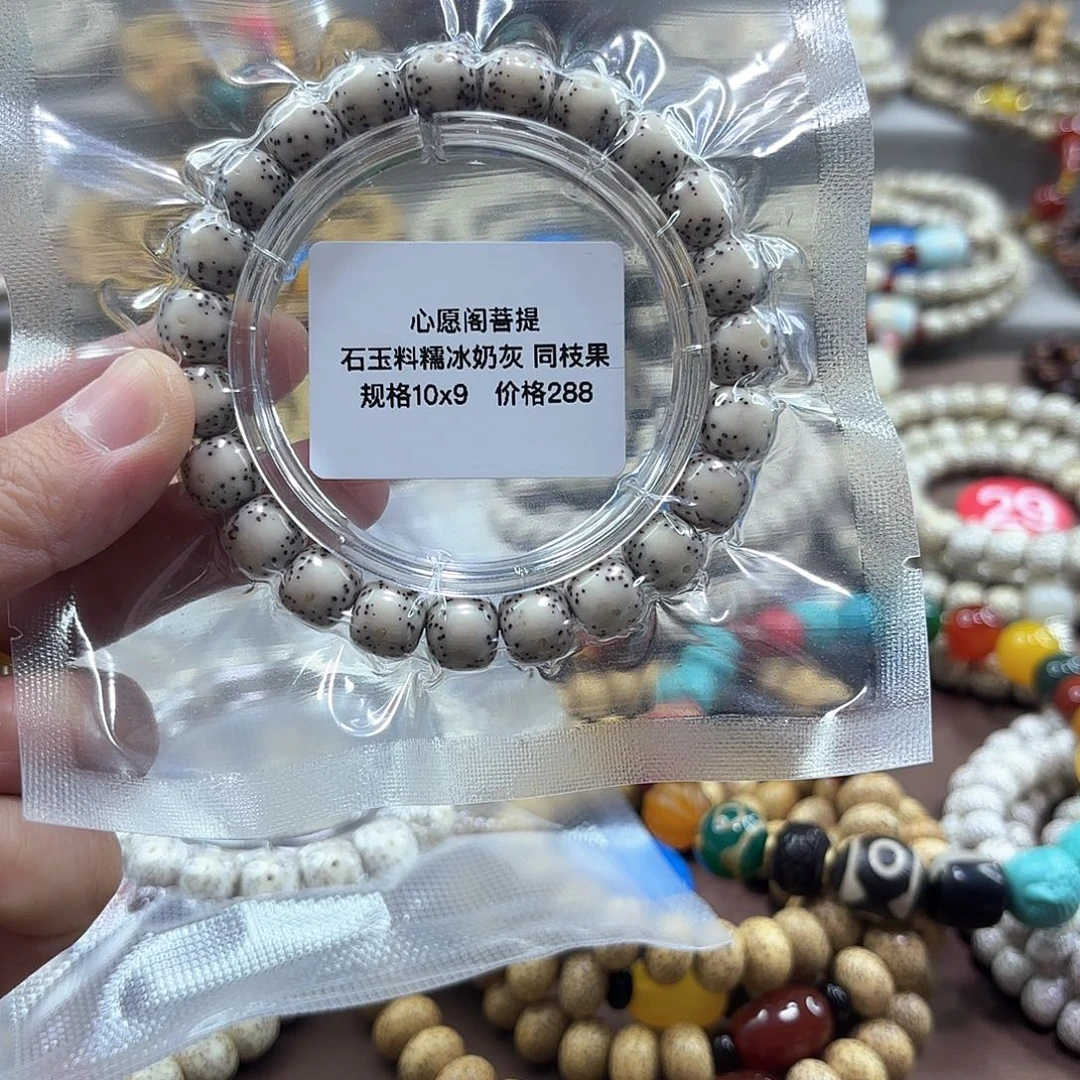 心愿阁菩提
石玉料糯冰奶灰 同枝果
规格10x9 价格288
29